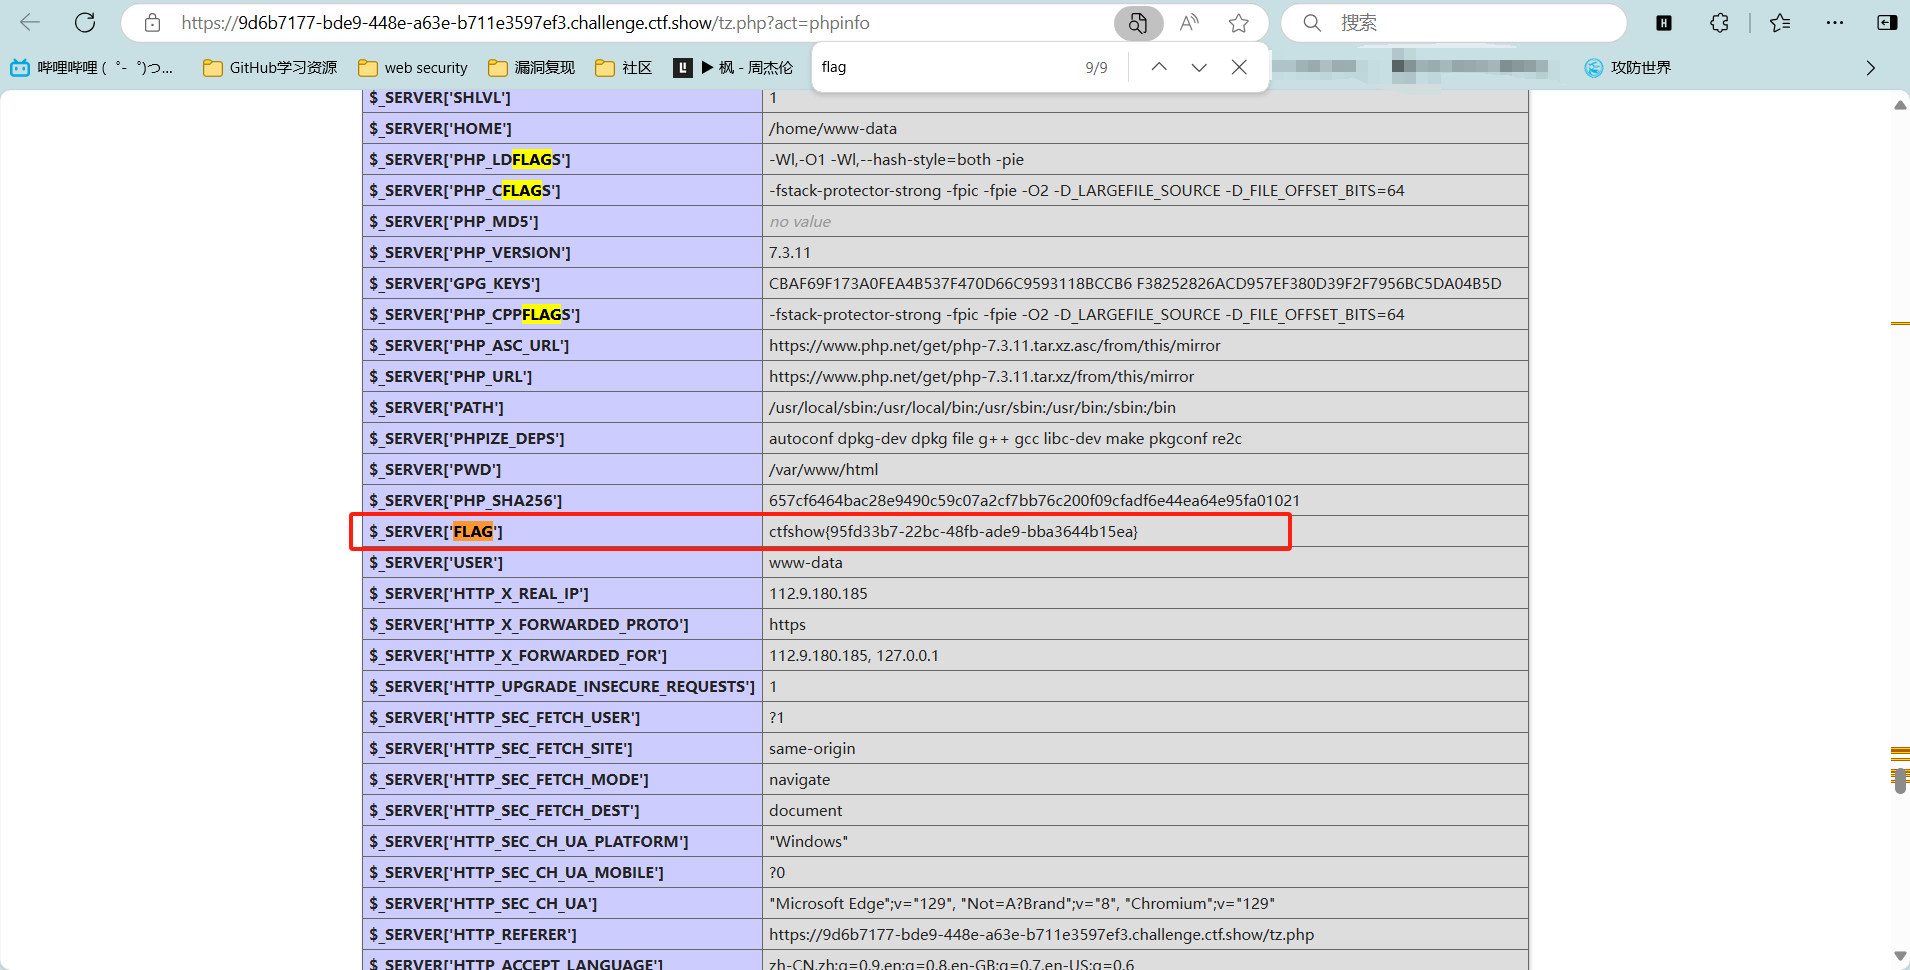 https://9d6b7177-bde9-448e-a63e-b711e3597ef3.challenge.ctf.show/tz.php?act=phpinfo
搜索
哔哩哔哩 ( ゜- ゜)つ...
GitHub学习资源
web security
漏洞复现
社区
▶ 枫 - 周杰伦
flag
9/9
攻防世界
$_SERVER['SHLVL'] 1
$_SERVER['HOME'] /home/www-data
$_SERVER['PHP_LDFLAGS'] -Wl,-O1 -Wl,--hash-style=both -pie
$_SERVER['PHP_CFLAGS'] -fstack-protector-strong -fpic -fpie -O2 -D_LARGEFILE_SOURCE -D_FILE_OFFSET_BITS=64
$_SERVER['PHP_MD5'] no value
$_SERVER['PHP_VERSION'] 7.3.11
$_SERVER['GPG_KEYS'] CBAF69F173A0FEA4B537F470D66C9593118BCCB6 F38252826ACD957EF380D39F2F7956BC5DA04B5D
$_SERVER['PHP_CPPFLAGS'] -fstack-protector-strong -fpic -fpie -O2 -D_LARGEFILE_SOURCE -D_FILE_OFFSET_BITS=64
$_SERVER['PHP_ASC_URL'] https://www.php.net/get/php-7.3.11.tar.xz.asc/from/this/mirror
$_SERVER['PHP_URL'] https://www.php.net/get/php-7.3.11.tar.xz/from/this/mirror
$_SERVER['PATH'] /usr/local/sbin:/usr/local/bin:/usr/sbin:/usr/bin:/sbin:/bin
$_SERVER['PHPIZE_DEPS'] autoconf dpkg-dev dpkg file g++ gcc libc-dev make pkgconf re2c
$_SERVER['PWD'] /var/www/html
$_SERVER['PHP_SHA256'] 657cf6464bac28e9490c59c07a2cf7bb76c200f09cfadf6e44ea64e95fa01021
$_SERVER['FLAG'] ctfshow{95fd33b7-22bc-48fb-ade9-bba3644b15ea}
$_SERVER['USER'] www-data
$_SERVER['HTTP_X_REAL_IP'] 112.9.180.185
$_SERVER['HTTP_X_FORWARDED_PROTO'] https
$_SERVER['HTTP_X_FORWARDED_FOR'] 112.9.180.185, 127.0.0.1
$_SERVER['HTTP_UPGRADE_INSECURE_REQUESTS'] 1
$_SERVER['HTTP_SEC_FETCH_USER'] ?1
$_SERVER['HTTP_SEC_FETCH_SITE'] same-origin
$_SERVER['HTTP_SEC_FETCH_MODE'] navigate
$_SERVER['HTTP_SEC_FETCH_DEST'] document
$_SERVER['HTTP_SEC_CH_UA_PLATFORM'] "Windows"
$_SERVER['HTTP_SEC_CH_UA_MOBILE'] ?0
$_SERVER['HTTP_SEC_CH_UA'] "Microsoft Edge";v="129", "Not=A?Brand";v="8", "Chromium";v="129"
$_SERVER['HTTP_REFERER'] https://9d6b7177-bde9-448e-a63e-b711e3597ef3.challenge.ctf.show/tz.php
$_SERVER['HTTP_ACCEPT_LANGUAGE'] zh-CN,zh;q=0.9,en;q=0.8,en-GB;q=0.7,en-US;q=0.6